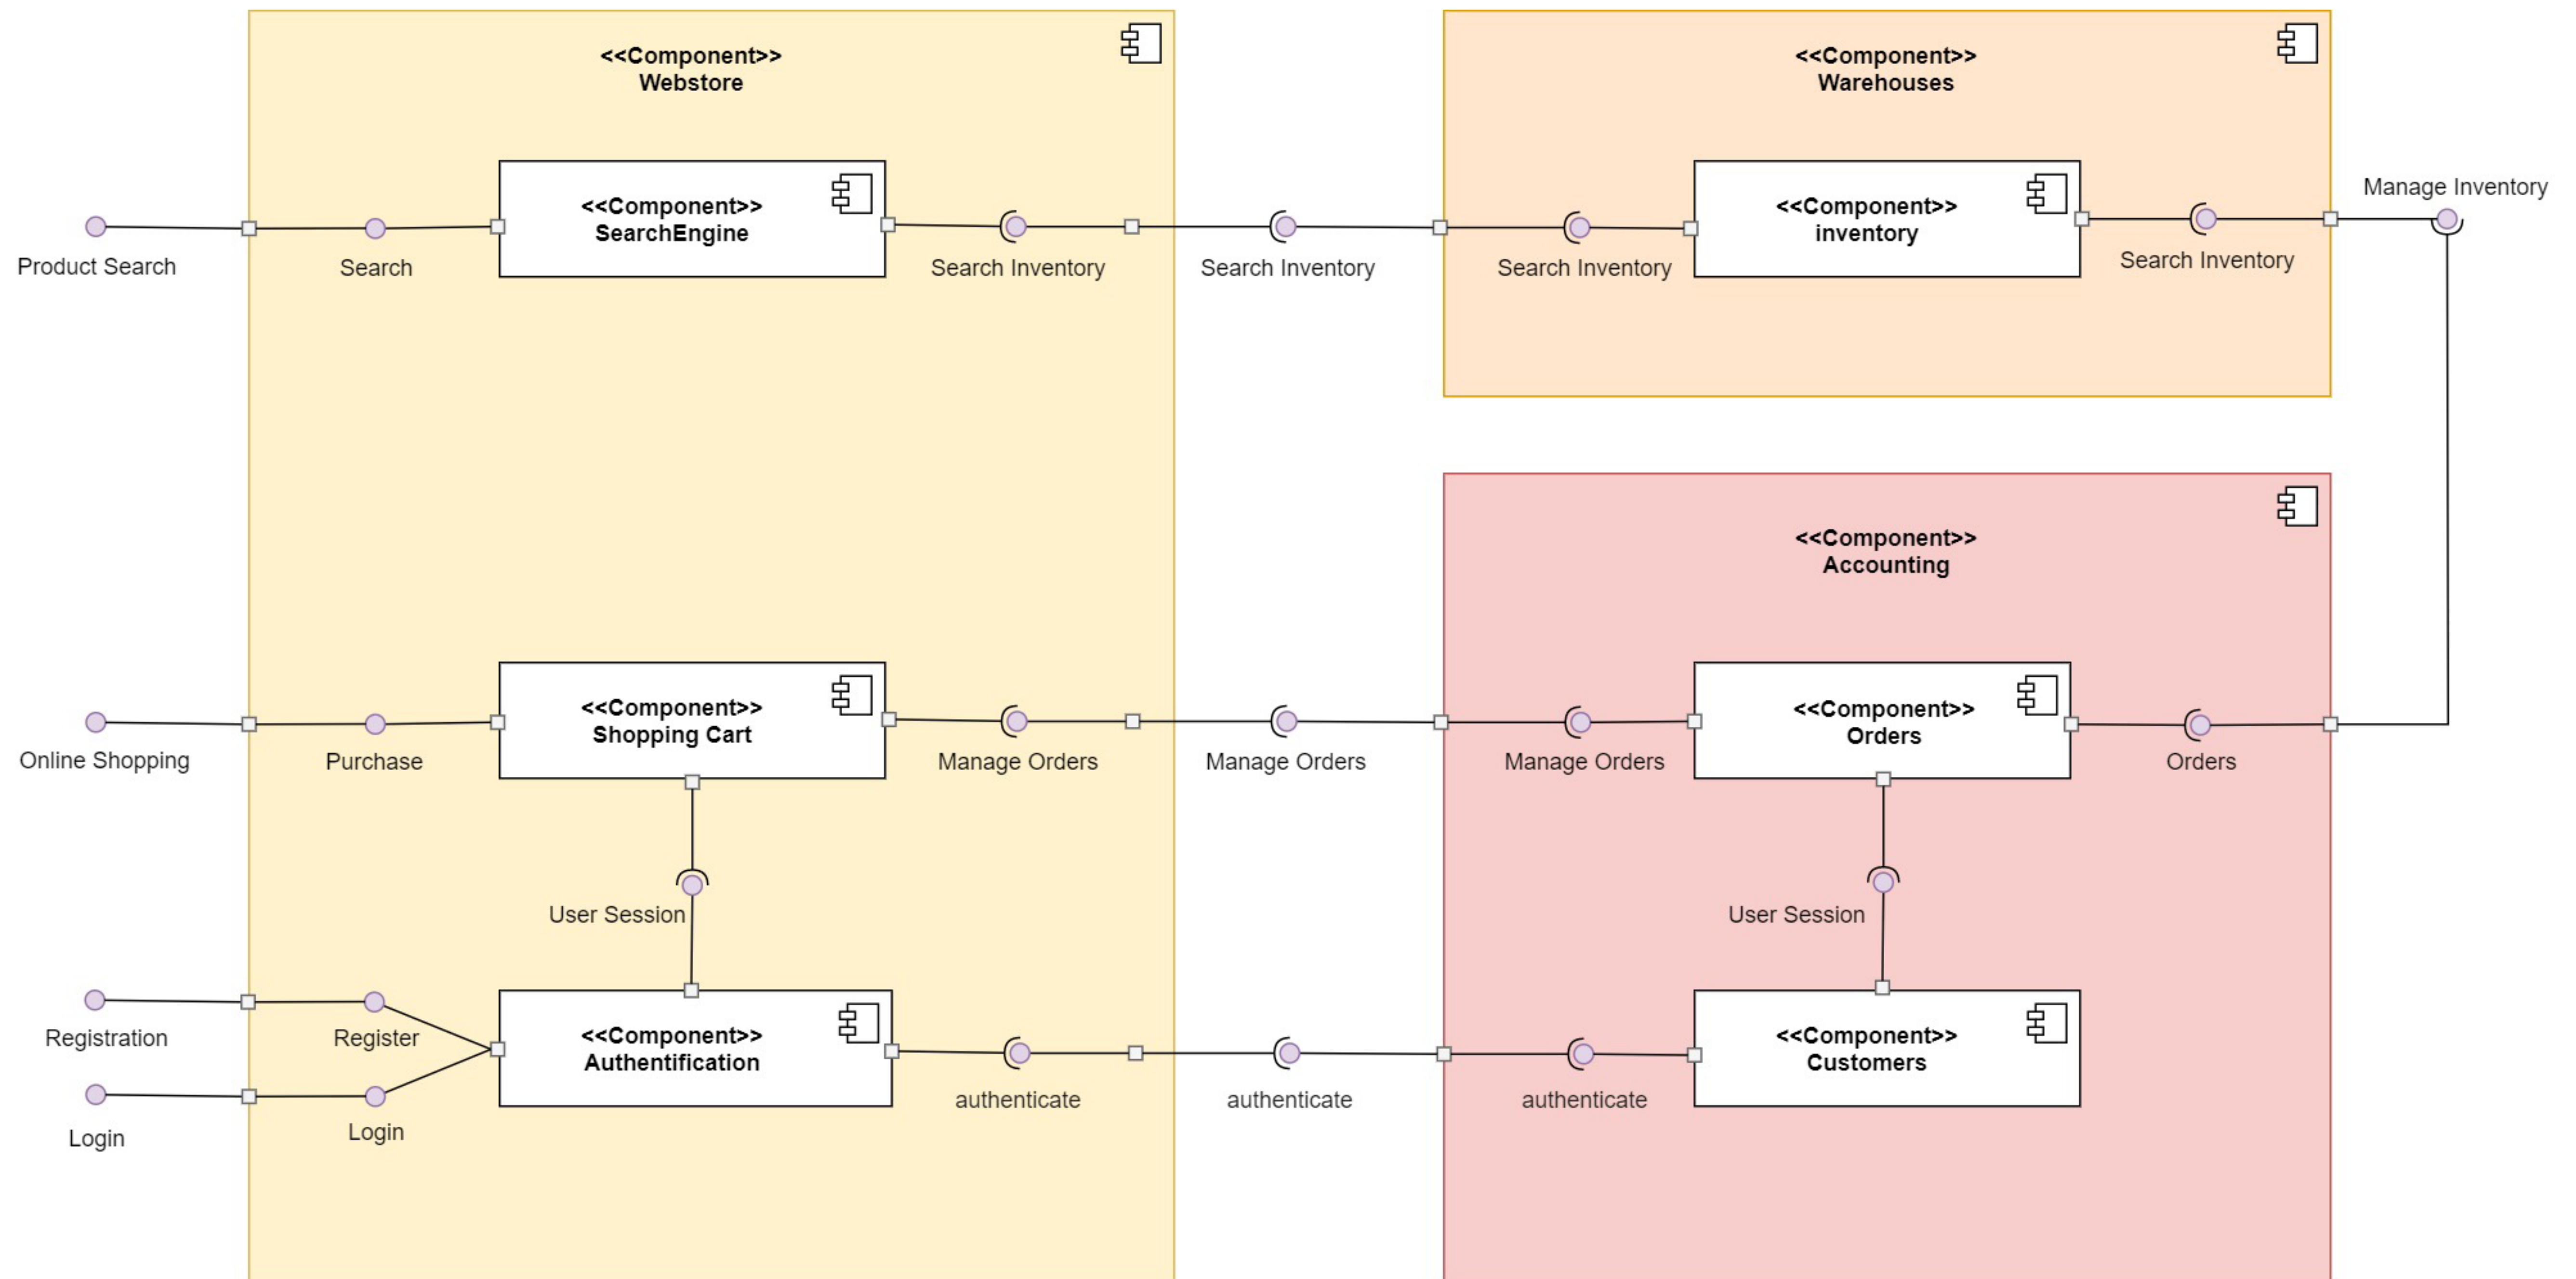 <<Component>>
Webstore
<<Component>>
Warehouses
<<Component>>
SearchEngine
<<Component>>
inventory
Manage Inventory
Product Search
Search
Search Inventory
Search Inventory
Search Inventory
Search Inventory
<<Component>>
Accounting
<<Component>>
Shopping Cart
<<Component>>
Orders
Online Shopping
Purchase
Manage Orders
Manage Orders
Manage Orders
Orders
User Session
User Session
Registration
Register
<<Component>>
Authentification
<<Component>>
Customers
Login
Login
authenticate
authenticate
authenticate